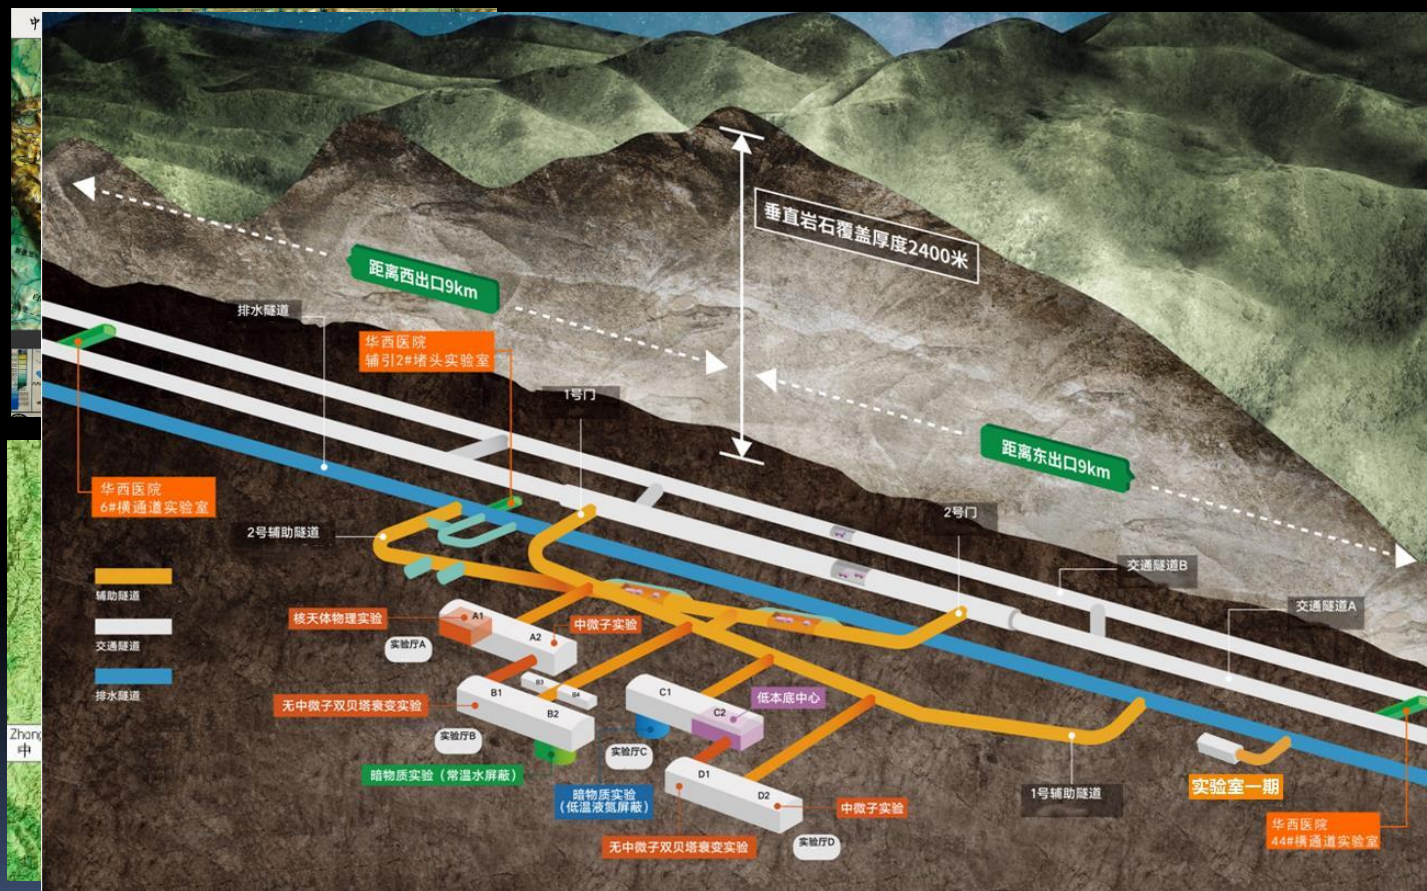 中
垂直岩石覆盖厚度2400米
距离西出口9km
排水隧道
华西医院
辅引2#堵头实验室
1号门
距离东出口9km
华西医院
6#横通道实验室
2号门
2号辅助隧道
交通隧道B
辅助隧道
交通隧道A
核天体物理实验
A1
中微子实验
A2
实验厅A
交通隧道
排水隧道
B3
B4
B1
B2
无中微子双贝塔衰变实验
C1
低本底中心
C2
实验厅B
实验厅C
Zhong
中
暗物质实验（常温水屏蔽）
D1
D2
实验室一期
暗物质实验
（低温液氮屏蔽）
1号辅助隧道
中微子实验
无中微子双贝塔衰变实验
实验厅D
华西医院
44#横通道实验室